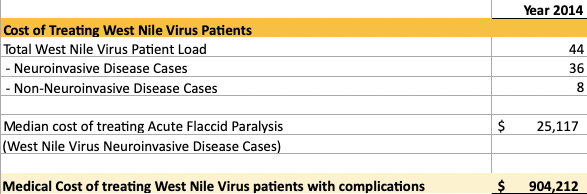 Year 2014
Cost of Treating West Nile Virus Patients
Total West Nile Virus Patient Load 44
- Neuroinvasive Disease Cases 36
- Non-Neuroinvasive Disease Cases 8
Median cost of treating Acute Flaccid Paralysis $ 25,117
(West Nile Virus Neuroinvasive Disease Cases)
Medical Cost of treating West Nile Virus patients with complications $ 904,212